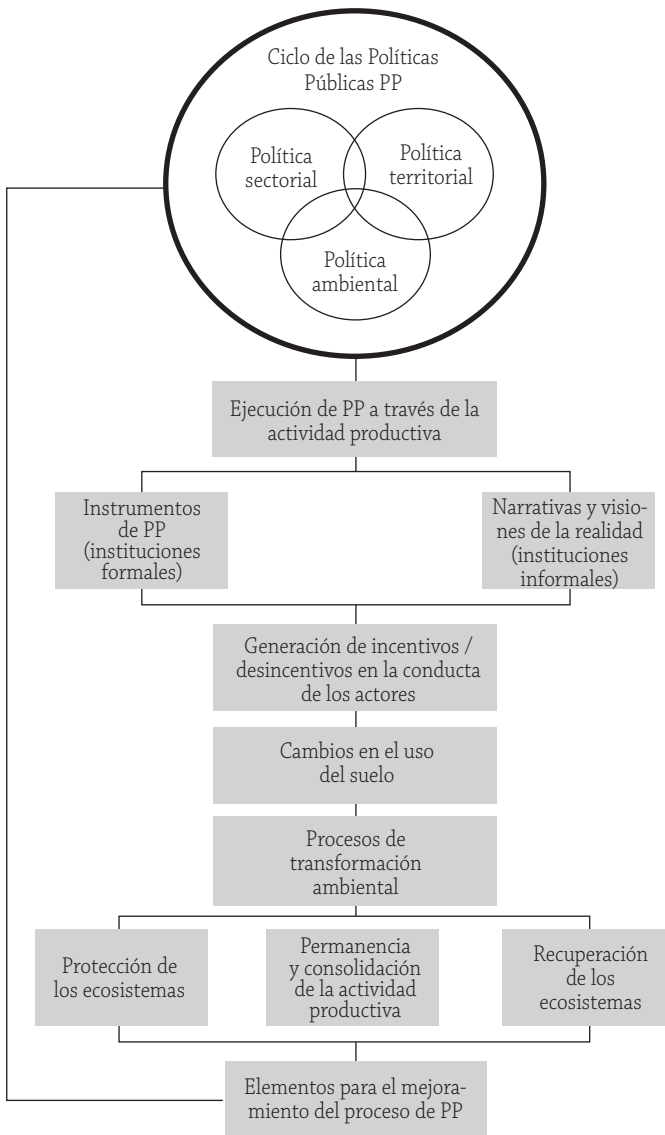 Ciclo de las Políticas
Públicas PP
Política
sectorial
Política
territorial
Política
ambiental
Ejecución de PP a través de la
actividad productiva
Instrumentos
de PP
(instituciones
formales)
Narrativas y visio-
nes de la realidad
(instituciones
informales)
Generación de incentivos /
desincentivos en la conducta
de los actores
Cambios en el uso
del suelo
Procesos de
transformación
ambiental
Protección de
los ecosistemas
Permanencia
y consolidación
de la actividad
productiva
Recuperación
de los
ecosistemas
Elementos para el mejora-
miento del proceso de PP